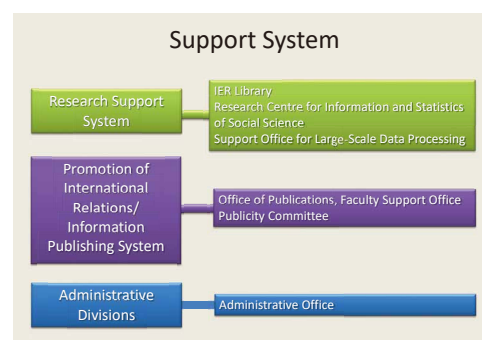 Support System
Research Support
System
IER Library
Research Centre for Information and Statistics
of Social Science
Support Office for Large-Scale Data Processing
Promotion of
International
Relations/
Information
Publishing System
Office of Publications, Faculty Support Office
Publicity Committee
Administrative
Divisions
Administrative Office